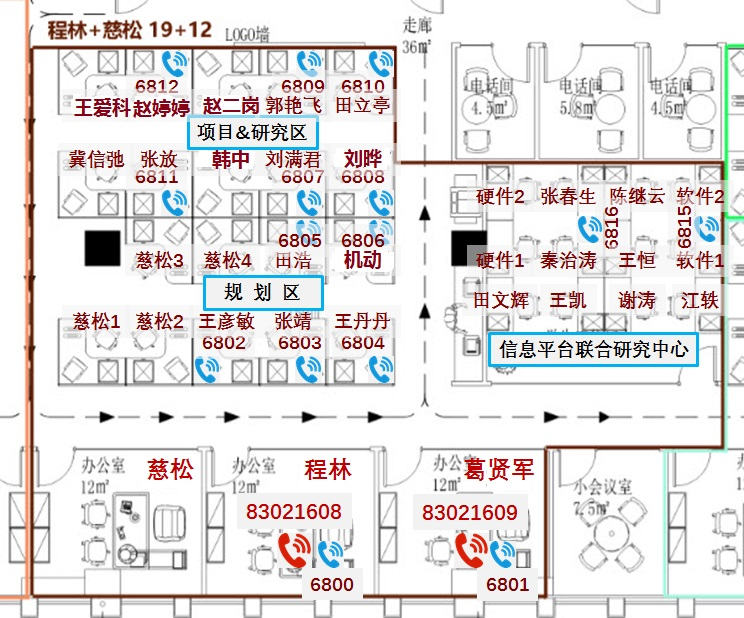 程林+慈松 19+12
LOGO墙
走廊
36m²
6812
6809
6810
王爱科 赵婷婷 赵二岗 郭艳飞 田立亭
项目&研究区
冀信弛 张放 韩中 刘满君 刘晔
6811
6807
6808
6805
6806
慈松3 慈松4 田浩 机动
规划区
慈松1 慈松2 王彦敏 张靖 王丹丹
6802
6803
6804
电话间
4.5m²
电话间
5.8m²
电话间
4.5m²
硬件2 张春生 陈继云 软件2
6816
6815
硬件1 秦治涛 王恒 软件1
田文辉 王凯 谢涛 江轶
信息平台联合研究中心
办公室
12m²
慈松
办公室
12m²
程林
83021608
6800
办公室
12m²
葛贤军
83021609
6801
小会议室
7.5m²
办
12